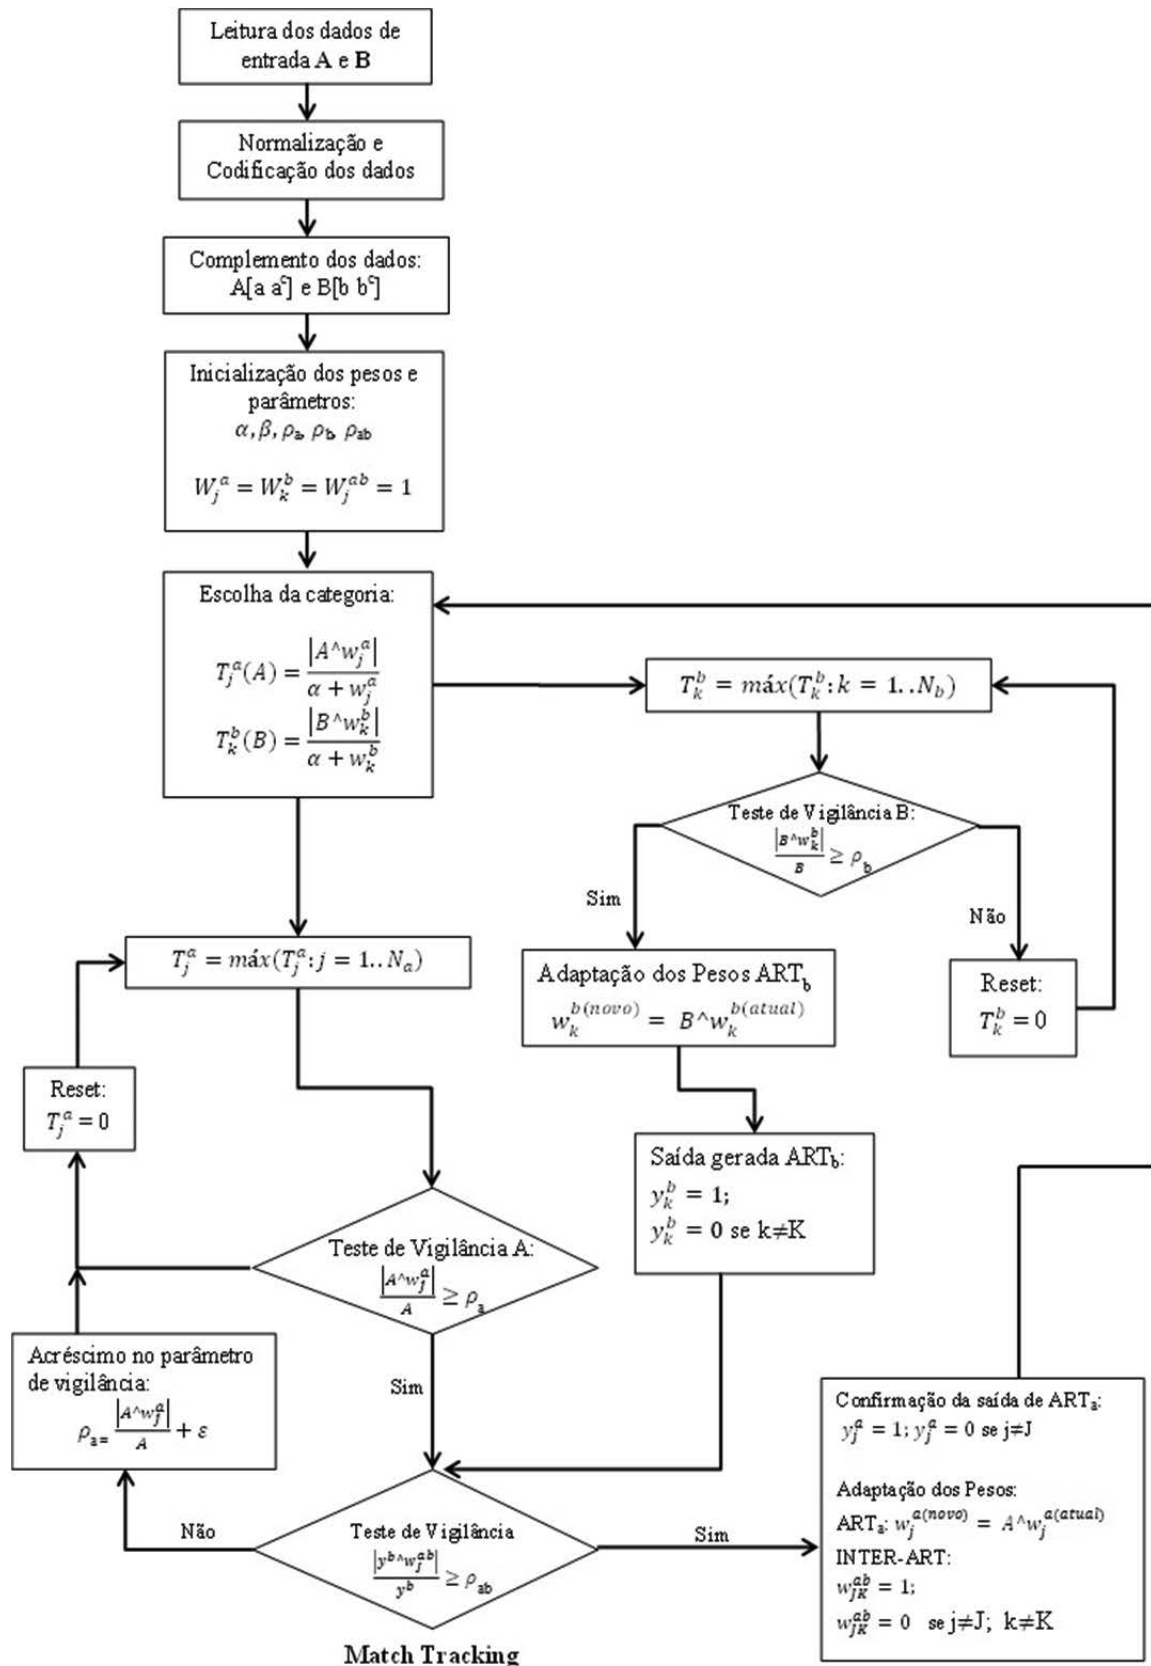 Leitura dos dados de
entrada A e B
Normalização e
Codificação dos dados
Complemento dos dados:
A[a aᶜ] e B[b bᶜ]
Inicialização dos pesos e
parâmetros:
α, β, ρₐ, ρ_b, ρ_ab
W_j^a = W_k^b = W_j^ab = 1
Escolha da categoria:
T_j^a(A) = |A^w_j^a| / α + w_j^a
T_k^b(B) = |B^w_k^b| / α + w_k^b
T_k^b = máx(T_k^b: k = 1..N_b)
Teste de Vigilância B:
|B^w_k^b| / B ≥ ρ_b
Sim
Não
Adaptação dos Pesos ART_b
w_k^b(novo) = B^w_k^b(atual)
Reset:
T_k^b = 0
T_j^a = máx(T_j^a: j = 1..N_a)
Reset:
T_j^a = 0
Saída gerada ART_b:
y_k^b = 1;
y_k^b = 0 se k≠K
Teste de Vigilância A:
|A^w_j^a| / A ≥ ρ_a
Sim
Acréscimo no parâmetro
de vigilância:
ρ_a= |A^w_j^a| / A + ε
Não
Teste de Vigilância
|y^b^w_j^ab| / y^b ≥ ρ_ab
Match Tracking
Sim
Confirmação da saída de ART_a:
y_j^a = 1; y_j^a = 0 se j≠J
Adaptação dos Pesos:
ART_a: w_j^a(novo) = A^w_j^a(atual)
INTER-ART:
w_jK^ab = 1;
w_jK^ab = 0 se j≠J; k≠K